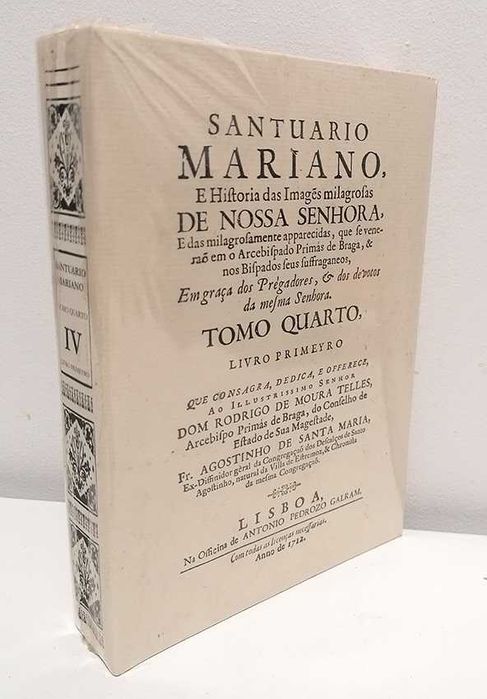 SANTUARIO
MARIANO,
E Hiſtoria das Imagẽs milagroſas
DE NOSSA SENHORA,
E das milagroſamente apparecidas, que ſe vene-
raõ em o Arcebiſpado Primàs de Braga, &
nos Biſpados ſeus ſuffraganeos,
Em graça dos Prègadores, & dos devotos
da meſma Senhora.
TOMO QUARTO,
LIVRO PRIMEYRO
QUE CONSAGRA, DEDICA, E OFFERECE,
AO ILLUSTRISSIMO SENHOR
DOM RODRIGO DE MOURA TELLES,
Arcebiſpo Primàs de Braga, do Conſelho de
Eſtado de Sua Mageſtade,
Fr. AGOSTINHO DE SANTA MARIA,
Ex-Diffinidor gèral da Congregaçaõ dos Deſcalços de Santo
Agoſtinho, natural da Villa de Eſtremoz, & Chroniſta
da meſma Congregaçaõ.
LISBOA,
Na Officina de ANTONIO PEDROZO GALRAM.
Com todas as licenças neceſſarias.
Anno de 1712.
SANTUARIO
MARIANO
TOMO QUARTO
IV
LIVRO PRIMEYRO